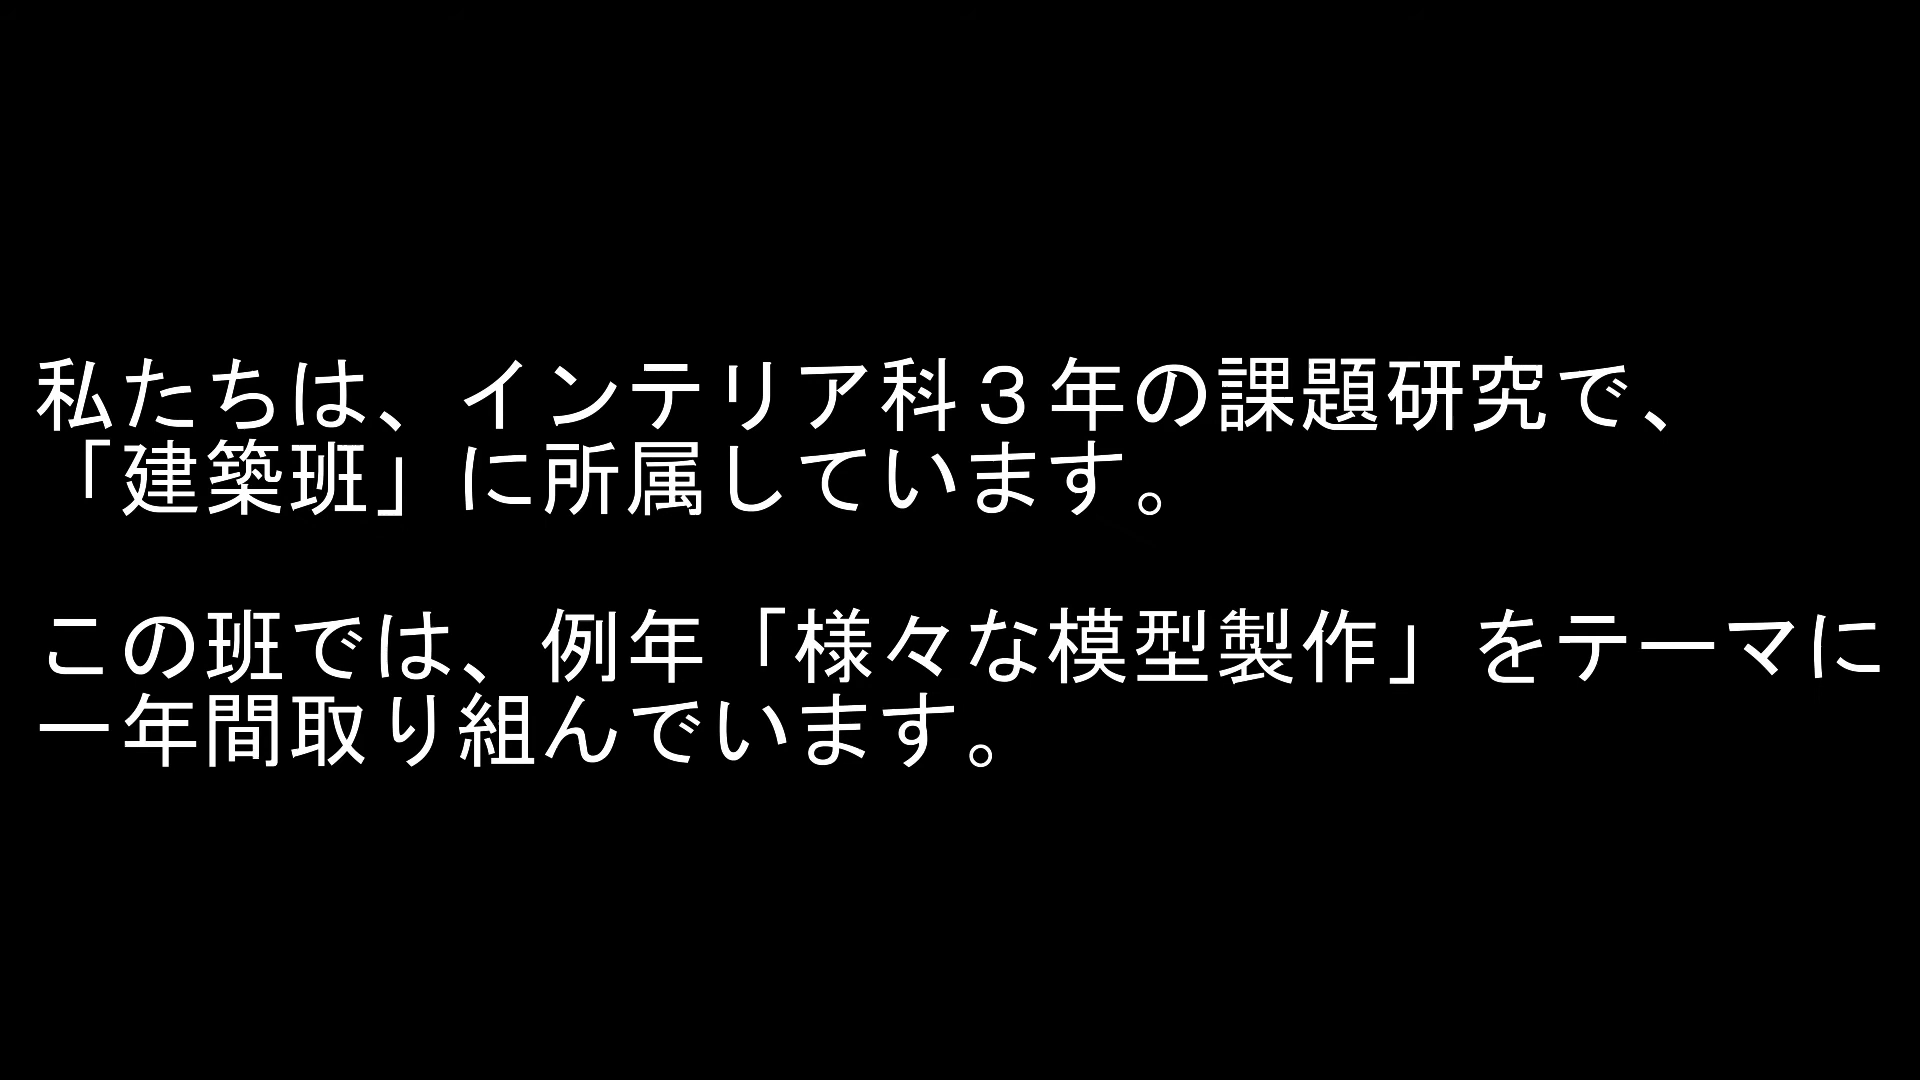 私たちは、インテリア科３年の課題研究で、
「建築班」に所属しています。
この班では、例年「様々な模型製作」をテーマに
一年間取り組んでいます。